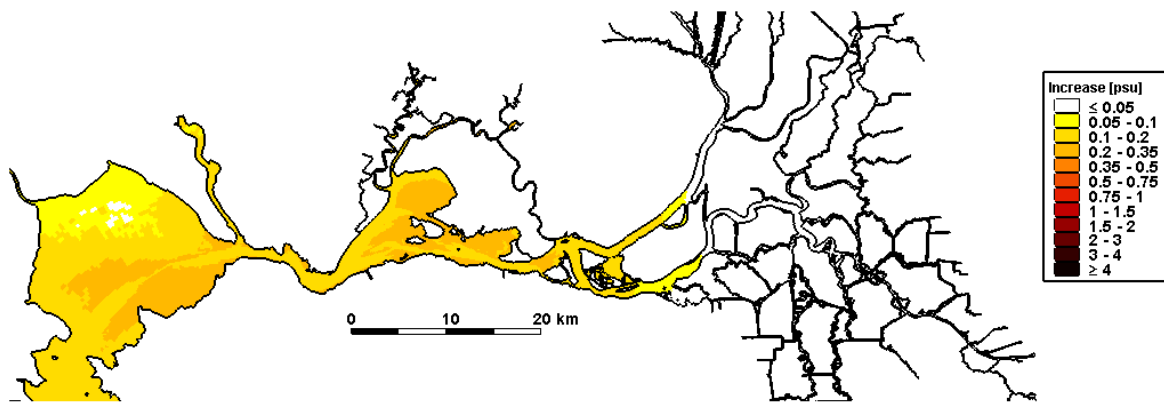 Increase [psu]
≤ 0.05
0.05 - 0.1
0.1 - 0.2
0.2 - 0.35
0.35 - 0.5
0.5 - 0.75
0.75 - 1
1 - 1.5
1.5 - 2
2 - 3
3 - 4
≥ 4
0 10 20 km